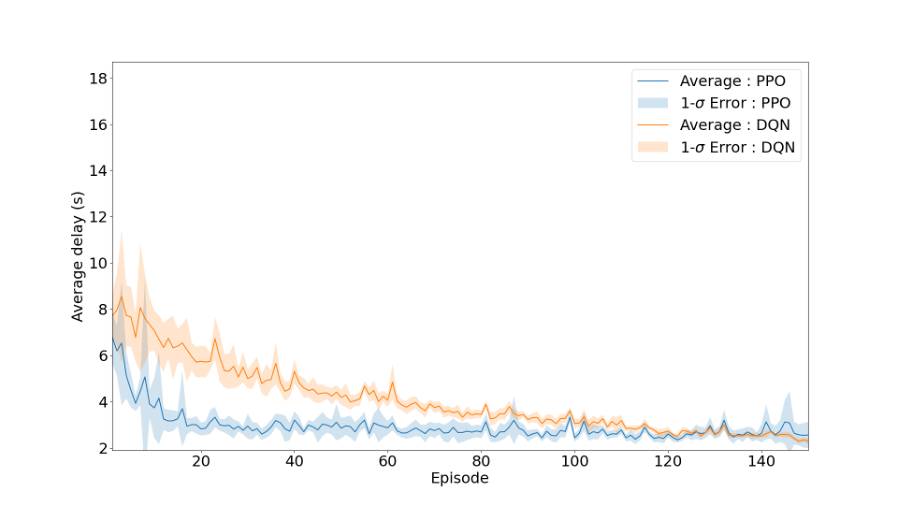 18
16
14
12
10
8
6
4
2
Average delay (s)
20
40
60
80
100
120
140
Episode
Average : PPO
1-σ Error : PPO
Average : DQN
1-σ Error : DQN